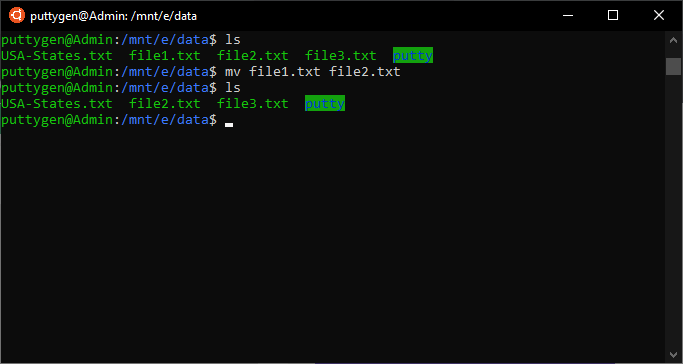 puttygen@Admin: /mnt/e/data
puttygen@Admin:/mnt/e/data$ ls
USA-States.txt  file1.txt  file2.txt  file3.txt  putty
puttygen@Admin:/mnt/e/data$ mv file1.txt file2.txt
puttygen@Admin:/mnt/e/data$ ls
USA-States.txt  file2.txt  file3.txt  putty
puttygen@Admin:/mnt/e/data$